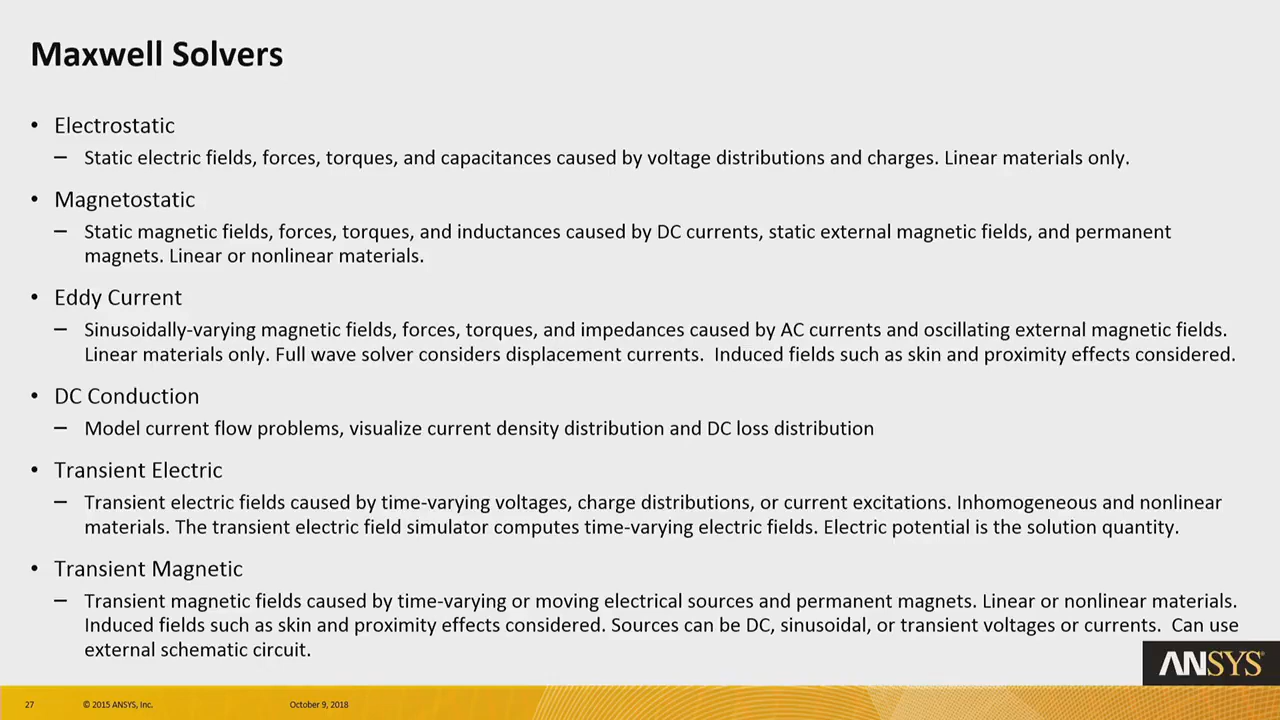 Maxwell Solvers
• Electrostatic
– Static electric fields, forces, torques, and capacitances caused by voltage distributions and charges. Linear materials only.
• Magnetostatic
– Static magnetic fields, forces, torques, and inductances caused by DC currents, static external magnetic fields, and permanent
magnets. Linear or nonlinear materials.
• Eddy Current
– Sinusoidally-varying magnetic fields, forces, torques, and impedances caused by AC currents and oscillating external magnetic fields.
Linear materials only. Full wave solver considers displacement currents.  Induced fields such as skin and proximity effects considered.
• DC Conduction
– Model current flow problems, visualize current density distribution and DC loss distribution
• Transient Electric
– Transient electric fields caused by time-varying voltages, charge distributions, or current excitations. Inhomogeneous and nonlinear
materials. The transient electric field simulator computes time-varying electric fields. Electric potential is the solution quantity.
• Transient Magnetic
– Transient magnetic fields caused by time-varying or moving electrical sources and permanent magnets. Linear or nonlinear materials.
Induced fields such as skin and proximity effects considered. Sources can be DC, sinusoidal, or transient voltages or currents.  Can use
external schematic circuit.
ANSYS®
27 © 2015 ANSYS, Inc. October 9, 2018